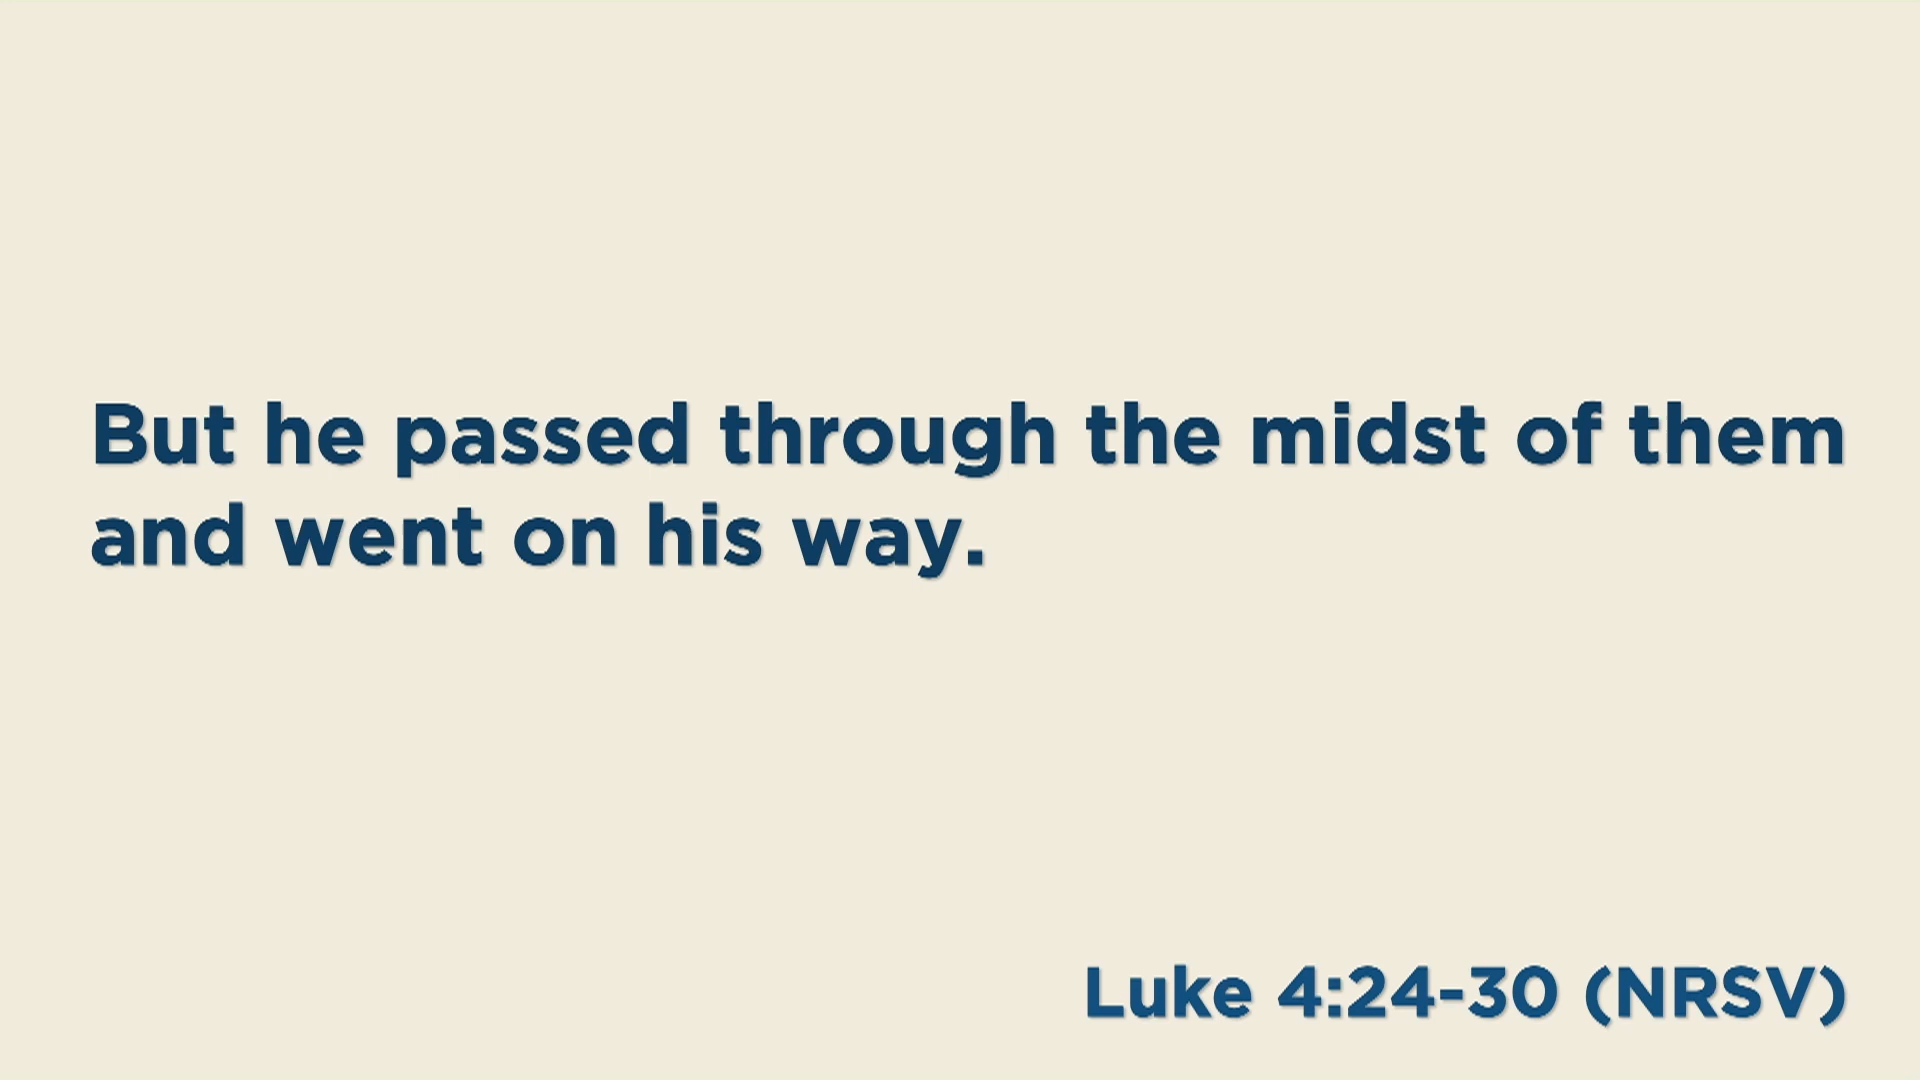 But he passed through the midst of them
and went on his way.
Luke 4:24-30 (NRSV)